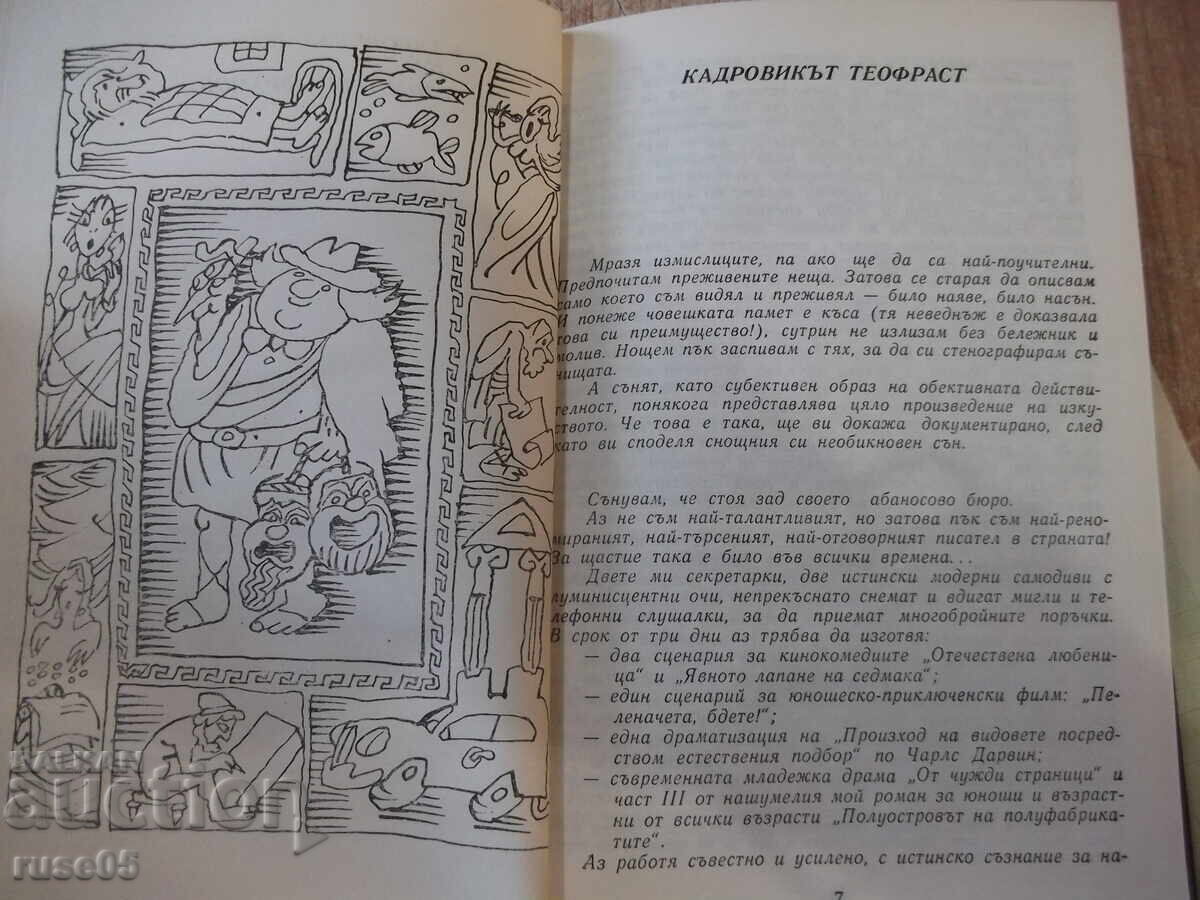 КАДРОВИКЪТ ТЕОФРАСТ
Мразя измислиците, па ако ще да са най-поучителни.
Предпочитам преживените неща. Затова се старая да описвам
само което съм видял и преживял — било наяве, било насън.
И понеже човешката памет е къса (тя неведнъж е доказвала
това си преимущество!), сутрин не излизам без бележник и
молив. Нощем пък заспивам с тях, за да си стенографирам съ-
нищата.
А сънят, като субективен образ на обективната действи-
телност, понякога представлява цяло произведение на изку-
ството. Че това е така, ще ви докажа документирано, след
като ви споделя снощния си необикновен сън.
Сънувам, че стоя зад своето абаносово бюро.
Аз не съм най-талантливият, но затова пък съм най-рено-
мираният, най-търсеният, най-отговорният писател в страната!
За щастие така е било във всички времена...
Двете ми секретарки, две истински модерни самодиви с
луминисцентни очи, непрекъснато снемат и вдигат мигли и те-
лефонни слушалки, за да приемат многобройните поръчки.
В срок от три дни аз трябва да изготвя:
— два сценария за кинокомедиите „Отечествена любени-
ца“ и „Явното лапане на седмака“;
— един сценарий за юношеско-приключенски филм: „Пе-
леначета, бдете!“;
— една драматизация на „Произход на видовете посред-
ством естествения подбор“ по Чарлс Дарвин;
— съвременната младежка драма „От чужди страници“ и
част III от нашумелия мой роман за юноши и възраст-
ни от всички възрасти „Полуостровът на полуфабрика-
тите“.
Аз работя съвестно и усилено, с истинско съзнание за на-
7
BALKAN
auction
ruse05